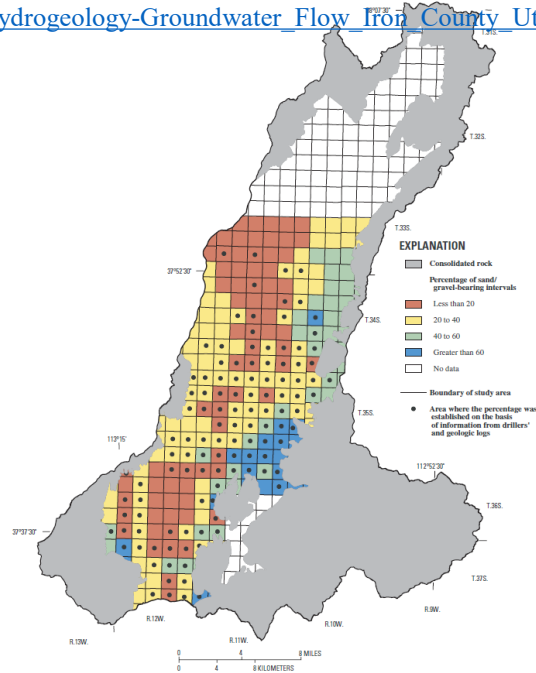 ydrogeology-Groundwater_Flow_Iron_County_Ut
T.32S.
T.33S.
EXPLANATION
37°52'30"
Consolidated rock
Percentage of sand/
gravel-bearing intervals
Less than 20
T.34S.
20 to 40
40 to 60
Greater than 60
No data
Boundary of study area
Area where the percentage was
established on the basis
of information from drillers'
and geologic logs
T.35S.
113°15'
112°52'30"
T.36S.
37°37'30"
T.37S.
R.9W.
R.12W.
R.10W.
R.13W.
R.11W.
0 4 8 MILES
0 4 8 KILOMETERS